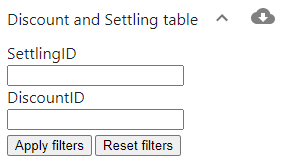 Discount and Settling table
SettlingID
DiscountID
Apply filters Reset filters